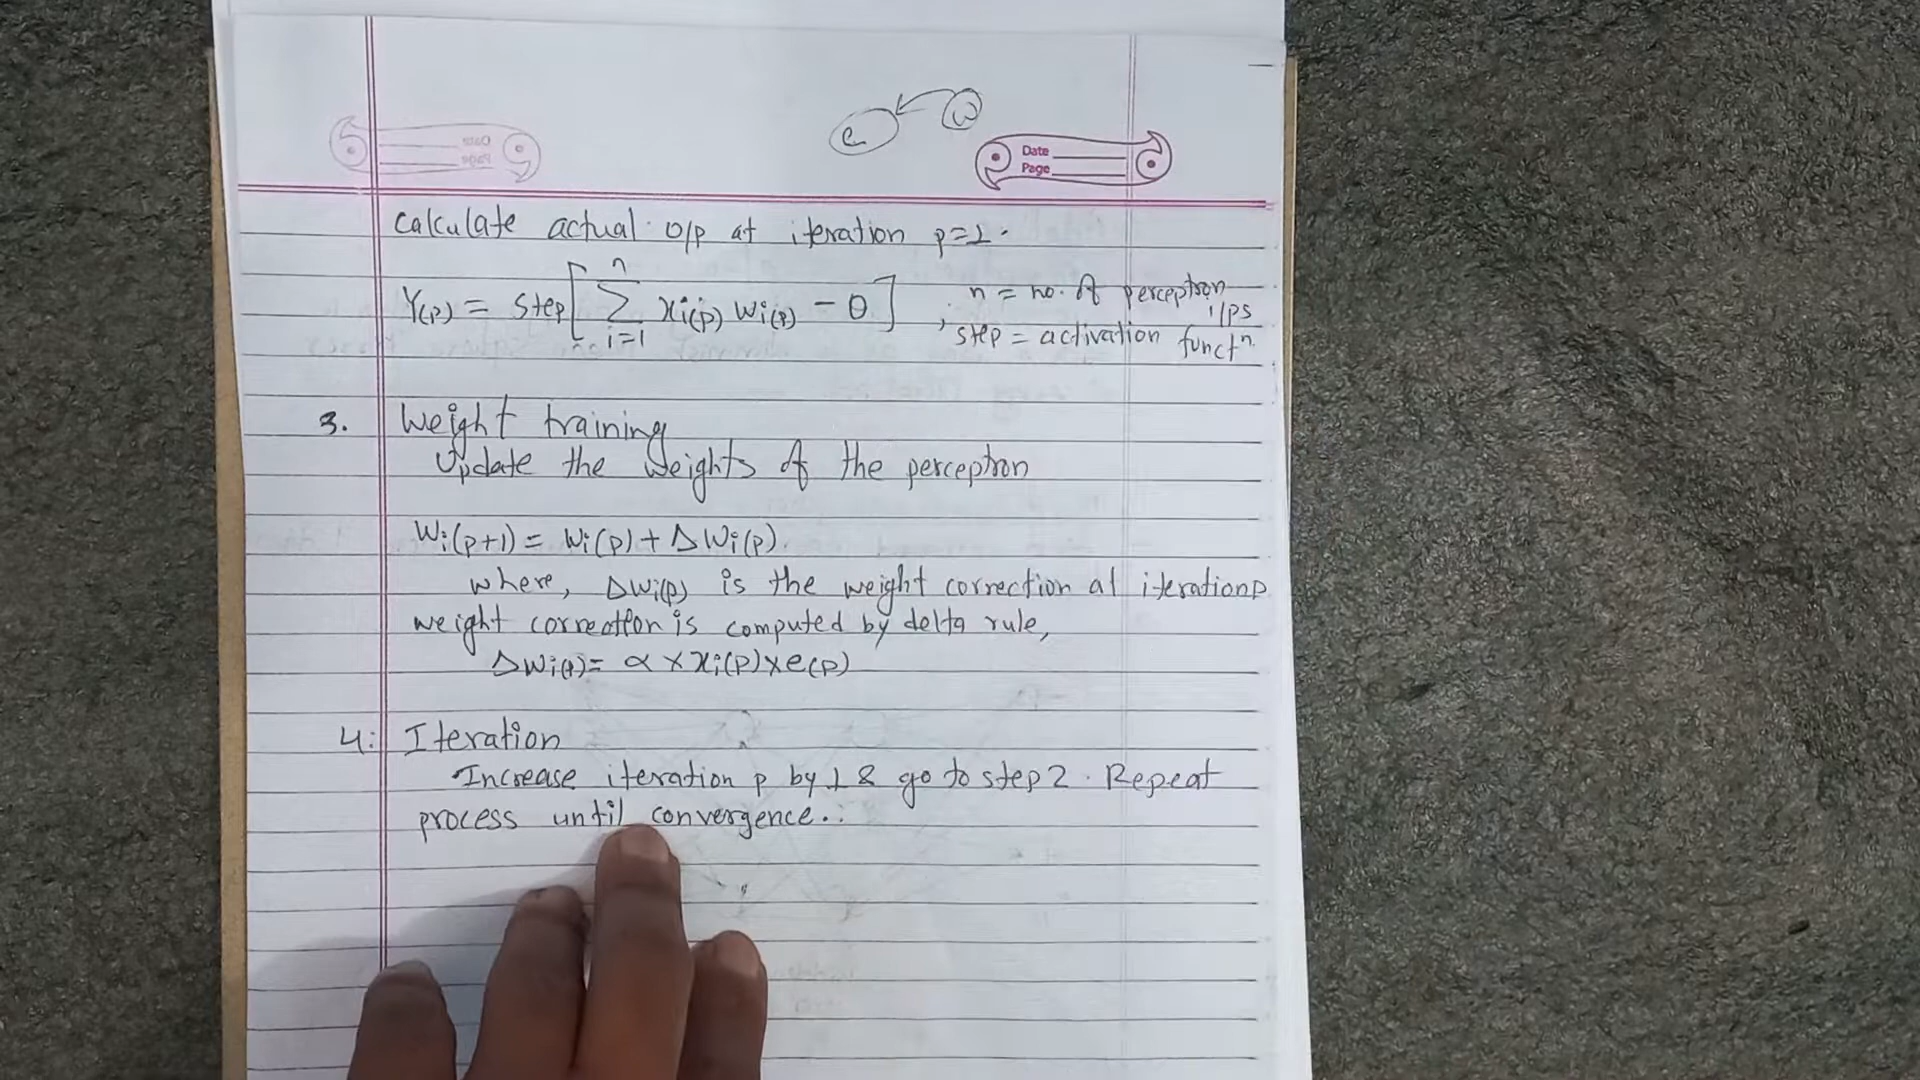 e ω
Date
Page
calculate actual o/p at iteration p=1.
Y(p) = step[ n∑i=1 xi(p) wi(p) - θ ] , n = no. of perceptron i/ps
step = activation functⁿ
3. Weight training
Update the weights of the perceptron
Wi(p+1) = Wi(p) + ΔWi(p).
where, ΔWi(p) is the weight correction at iteration p
weight correction is computed by delta rule,
ΔWi(p) = α × xi(p) × e(p)
4: Iteration
Increase iteration p by 1 & go to step 2. Repeat
process until convergence..